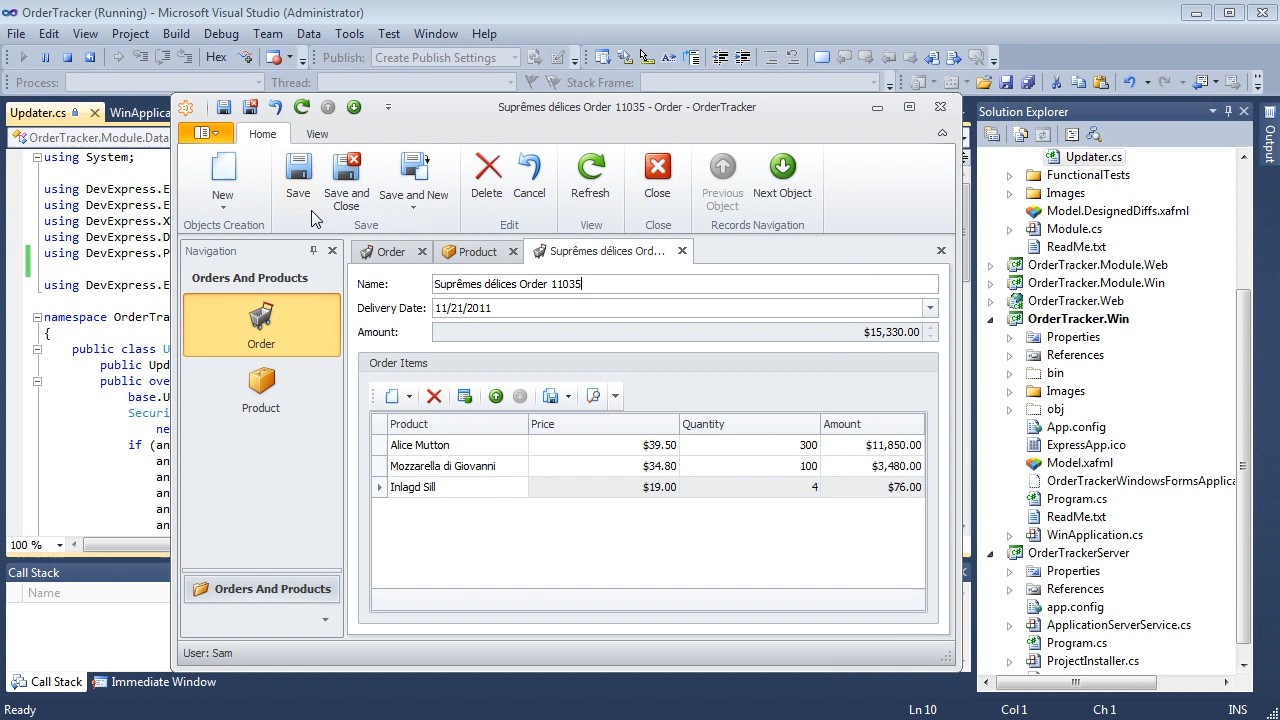 OrderTracker (Running) - Microsoft Visual Studio (Administrator)
File Edit View Project Build Debug Team Data Tools Test Window Help
Hex Publish: Create Publish Settings
Process: Thread: Stack Frame:
Updater.cs WinApplica
OrderTracker.Module.Data
using System;
using DevExpress.E
using DevExpress.E
using DevExpress.X
using DevExpress.D
using DevExpress.P
using DevExpress.E
namespace OrderTra
{
public class U
public Upd
public ove
base.U
Securi
ne
if (an
an
an
an
an
an
100 %
Call Stack
Name
Call Stack Immediate Window
Ready Ln 10 Col 1 Ch 1 INS
Suprêmes délices Order 11035 - Order - OrderTracker
Home View
New
Save
Save and Close
Save and New
Delete
Cancel
Refresh
Close
Previous Object
Next Object
Objects Creation Save Edit View Close Records Navigation
Navigation
Orders And Products
Order
Product
Orders And Products
Order Product Suprêmes délices Ord...
Name: Suprêmes délices Order 11035
Delivery Date: 11/21/2011
Amount: $15,330.00
Order Items
Product Price Quantity Amount
Alice Mutton $39.50 300 $11,850.00
Mozzarella di Giovanni $34.80 100 $3,480.00
Inlagd Sill $19.00 4 $76.00
User: Sam
Solution Explorer
Updater.cs
FunctionalTests
Images
Model.DesignedDiffs.xafml
Module.cs
ReadMe.txt
OrderTracker.Module.Web
OrderTracker.Module.Win
OrderTracker.Web
OrderTracker.Win
Properties
References
bin
Images
obj
App.config
ExpressApp.ico
Model.xafml
OrderTrackerWindowsFormsApplica
Program.cs
ReadMe.txt
WinApplication.cs
OrderTrackerServer
Properties
References
app.config
ApplicationServerService.cs
Program.cs
ProjectInstaller.cs
Output